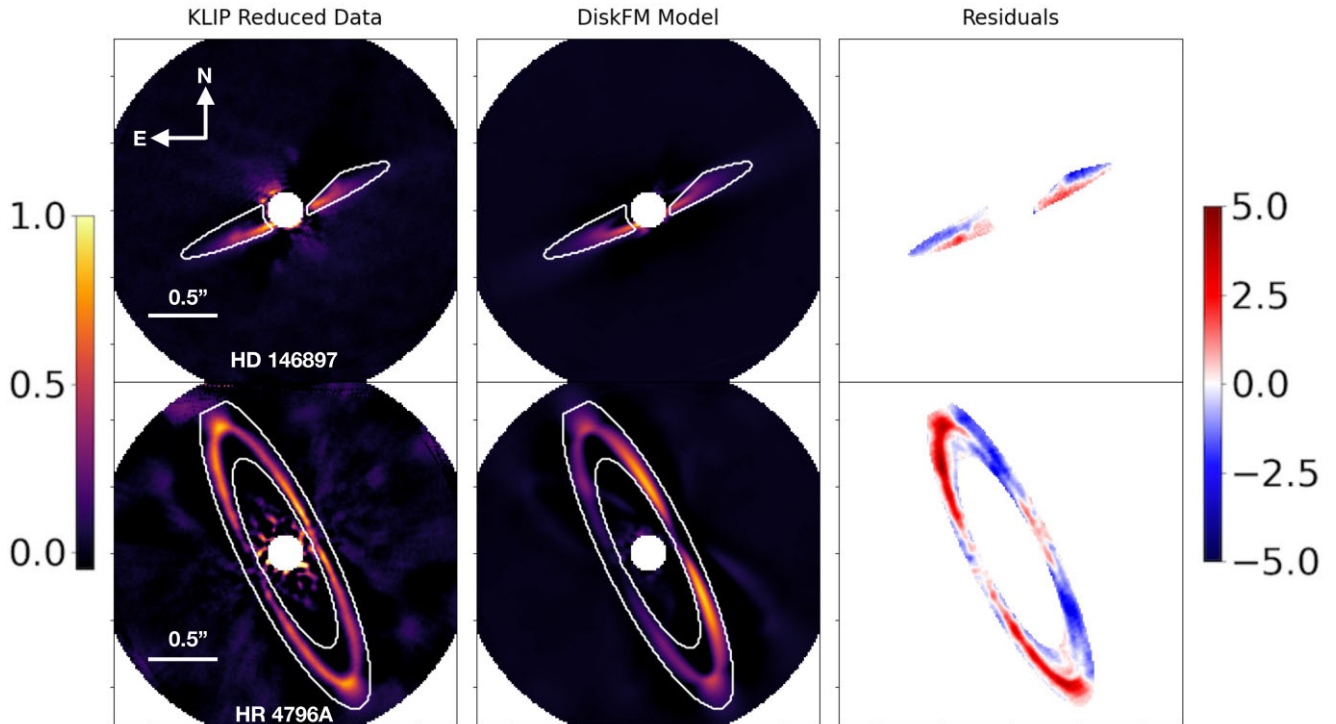 KLIP Reduced Data DiskFM Model Residuals
N
E
0.5”
HD 146897
1.0
0.5
0.0
5.0
2.5
0.0
−2.5
−5.0
0.5”
HR 4796A